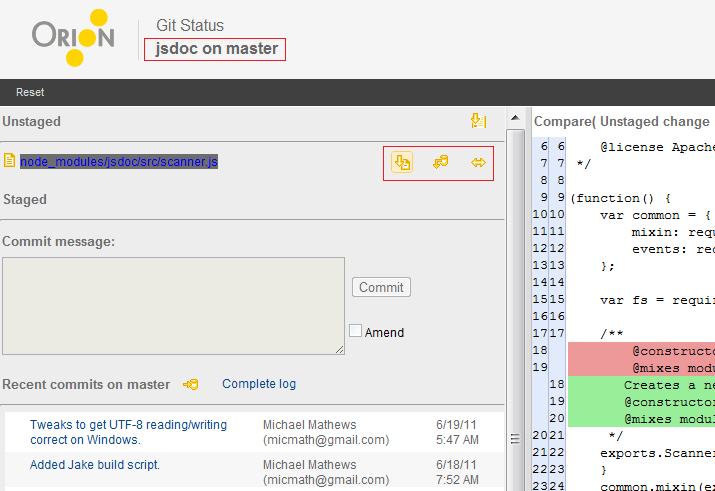 ORION
Git Status
jsdoc on master
Reset
Unstaged
node_modules/jsdoc/src/scanner.js
Staged
Commit message:
Commit
Amend
Recent commits on master
Complete log
Tweaks to get UTF-8 reading/writing
correct on Windows.
Michael Mathews
(micmath@gmail.com)
6/19/11
5:47 AM
Added Jake build script.
Michael Mathews
(micmath@gmail.com)
6/18/11
7:52 AM
Compare( Unstaged change
6 6 @license Apache
7 7 */
8 8
9 9 (function() {
10 10 var common = {
11 11 mixin: requ
12 12 events: req
13 13 };
14 14
15 15 var fs = requir
16 16
17 17 /**
18 @constructo
19 @mixes modu
18 Creates a ne
19 @constructor
20 @mixes modul
20 21 */
21 22 exports.Scanner
22 23 }
23 24 common.mixin(ex